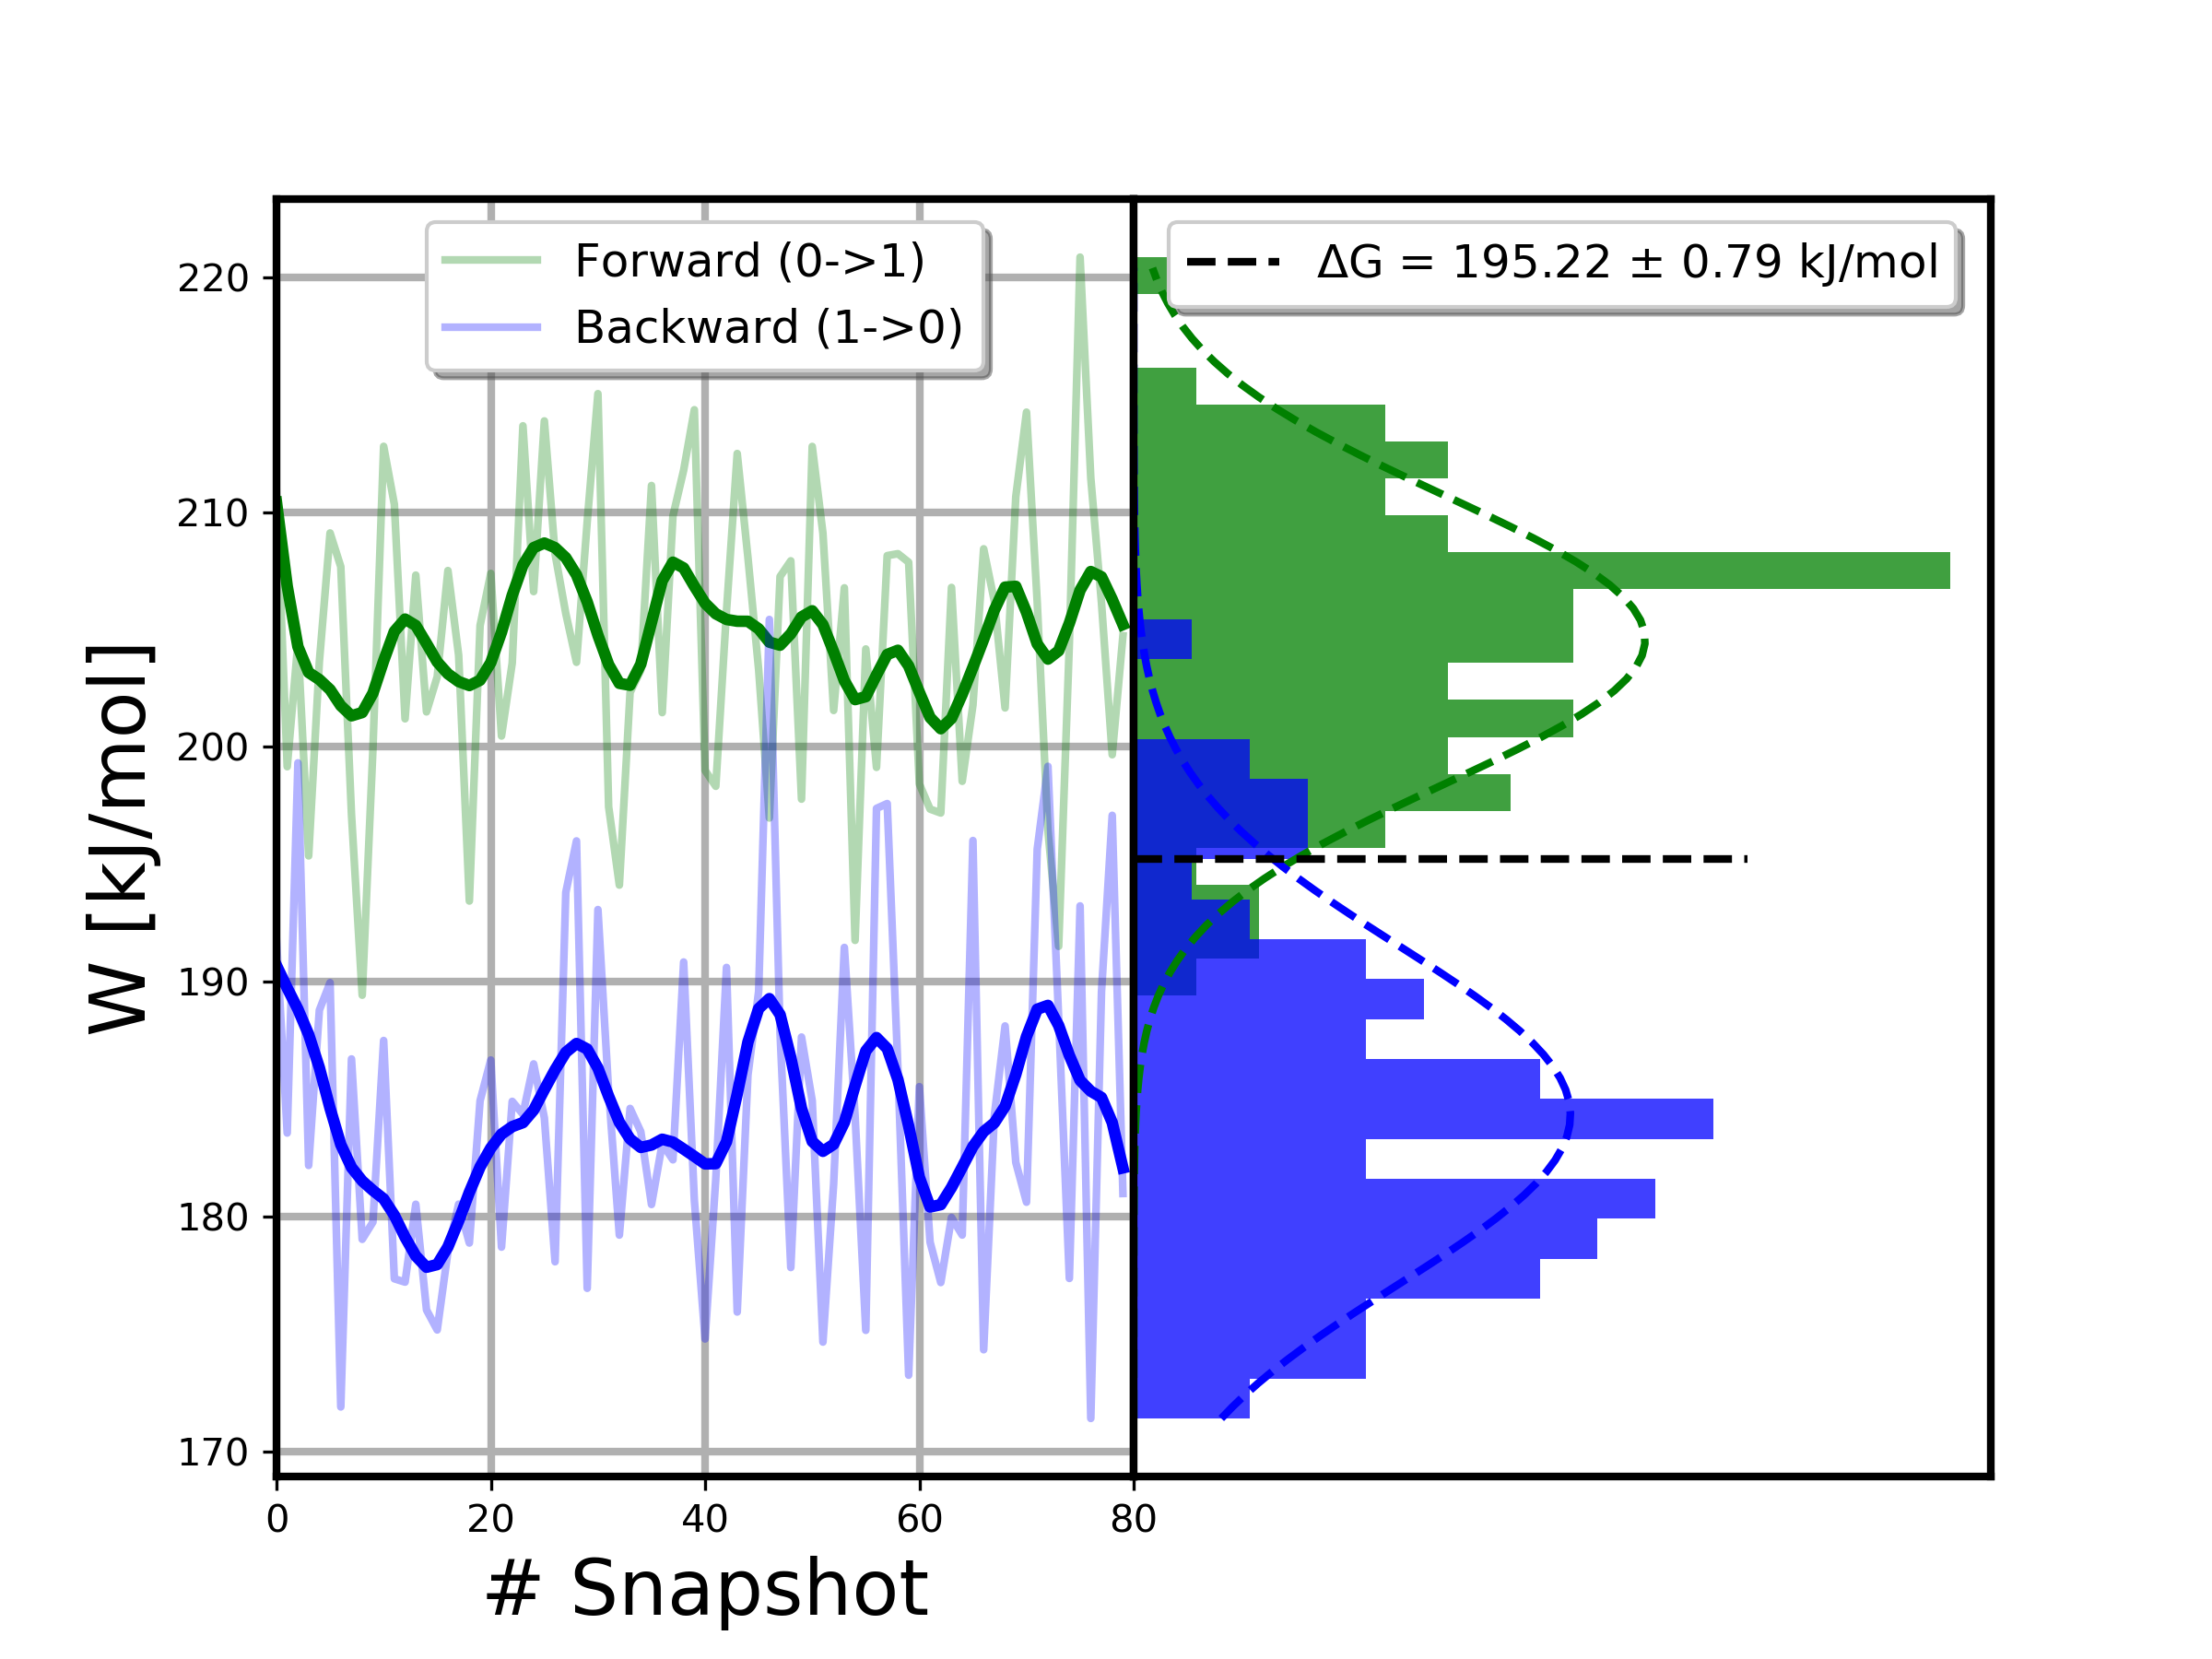 Forward (0->1)
Backward (1->0)
ΔG = 195.22 ± 0.79 kJ/mol
W [kJ/mol]
220
210
200
190
180
170
0 20 40 60 80
# Snapshot